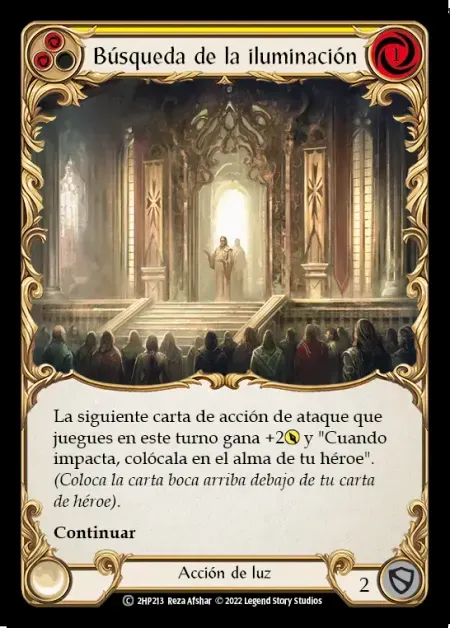 Búsqueda de la iluminación
1
La siguiente carta de acción de ataque que
juegues en este turno gana +2 y "Cuando
impacta, colócala en el alma de tu héroe".
(Coloca la carta boca arriba debajo de tu carta
de héroe).
Continuar
Acción de luz
2
C 2HP213 Reza Afshar © 2022 Legend Story Studios